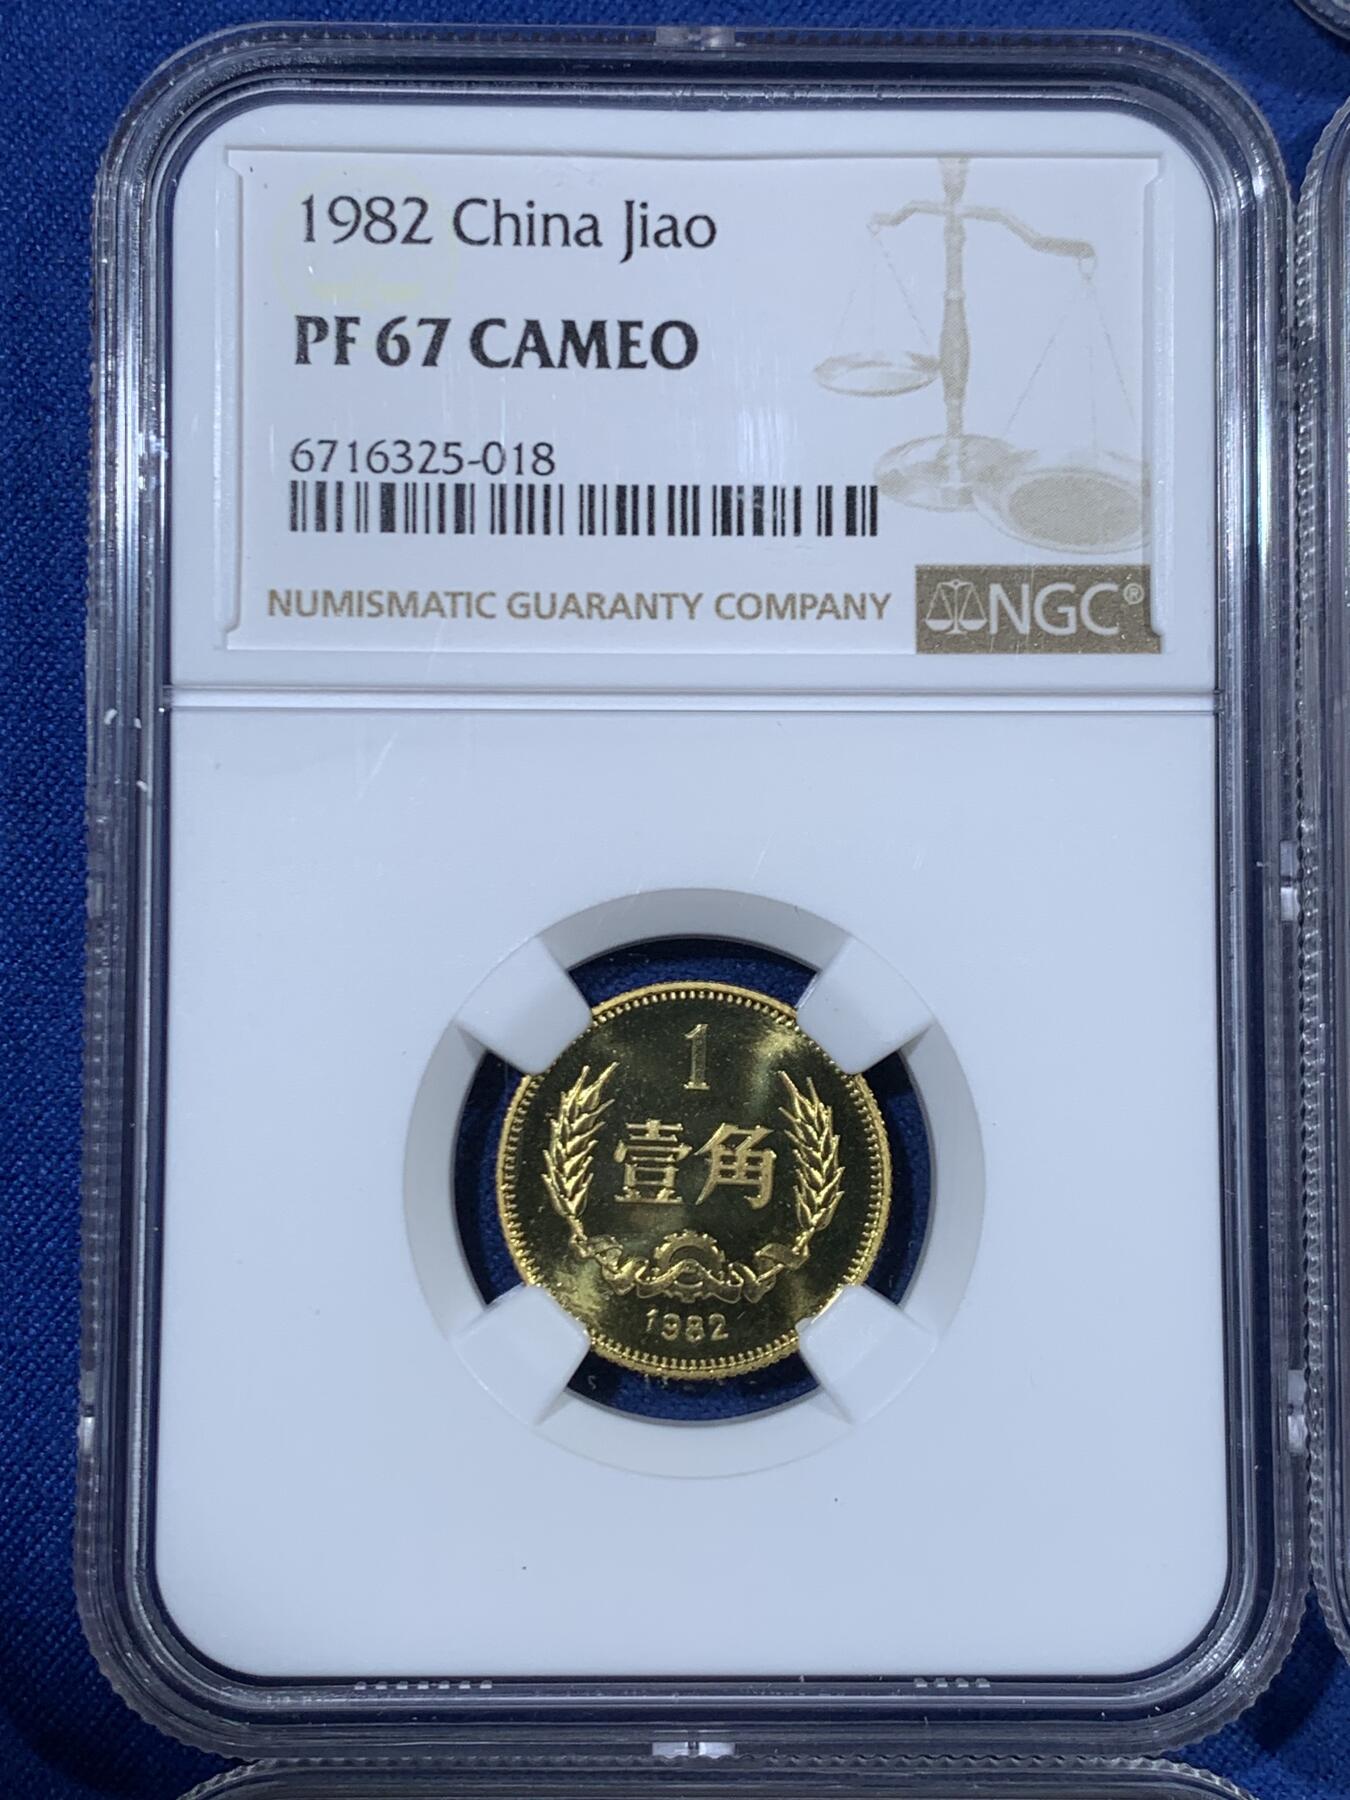 1982 China Jiao
PF 67 CAMEO
6716325-018
NUMISMATIC GUARANTY COMPANY
NGC®
1
壹角
1982